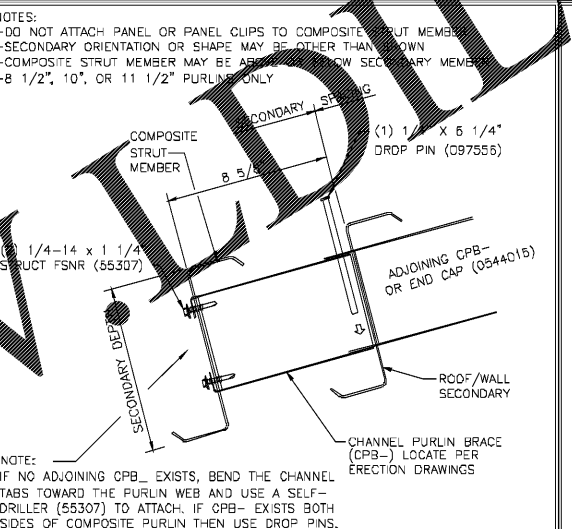 NOTES:
-DO NOT ATTACH PANEL OR PANEL CLIPS TO COMPOSITE STRUT MEMBER
-SECONDARY ORIENTATION OR SHAPE MAY BE OTHER THAN SHOWN
-COMPOSITE STRUT MEMBER MAY BE ABOVE OR BELOW SECONDARY MEMBER
-8 1/2", 10", OR 11 1/2" PURLINS ONLY
SECONDARY SPACING
COMPOSITE
STRUT
MEMBER
8 5/8"
(1) 1/4" X 6 1/4"
DROP PIN (097556)
1/4-14 x 1 1/4"
STRUCT FSNR (55307)
ADJOINING CPB-
OR END CAP (0544015)
SECONDARY DEPTH
ROOF/WALL
SECONDARY
CHANNEL PURLIN BRACE
(CPB-) LOCATE PER
ERECTION DRAWINGS
NOTE:
IF NO ADJOINING CPB_ EXISTS, BEND THE CHANNEL
TABS TOWARD THE PURLIN WEB AND USE A SELF-
DRILLER (55307) TO ATTACH. IF CPB- EXISTS BOTH
SIDES OF COMPOSITE PURLIN THEN USE DROP PINS.